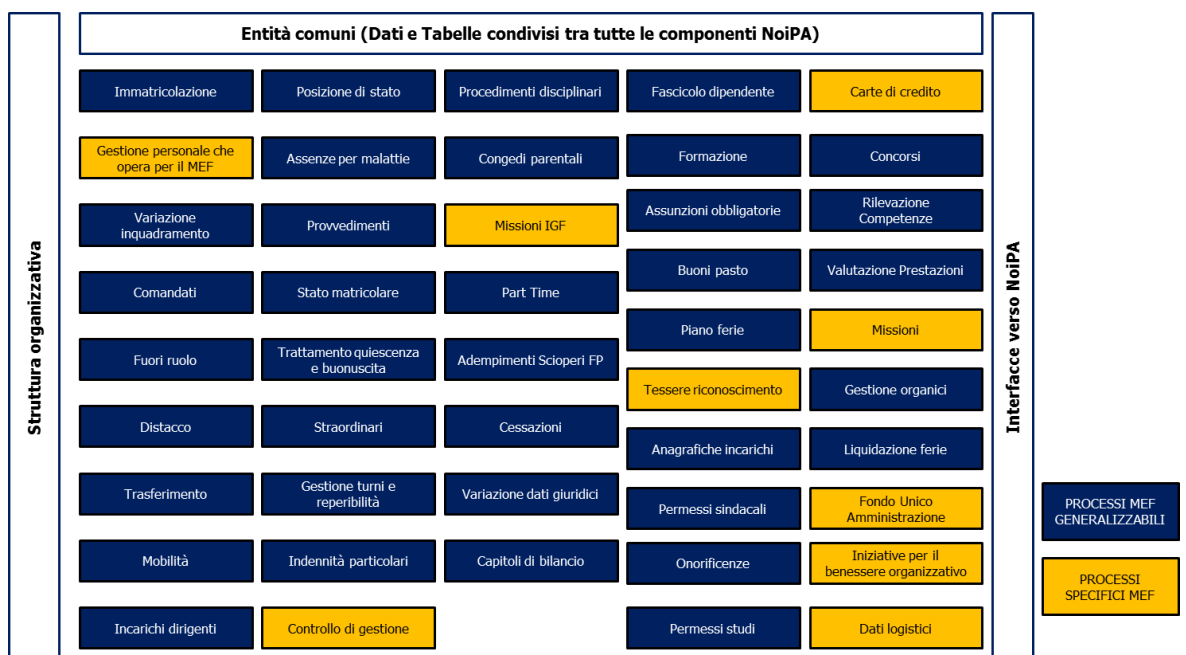 Entità comuni (Dati e Tabelle condivisi tra tutte le componenti NoiPA)
Struttura organizzativa
Immatricolazione
Posizione di stato
Procedimenti disciplinari
Fascicolo dipendente
Carte di credito
Gestione personale che
opera per il MEF
Assenze per malattie
Congedi parentali
Formazione
Concorsi
Variazione
inquadramento
Provvedimenti
Missioni IGF
Assunzioni obbligatorie
Rilevazione
Competenze
Comandati
Stato matricolare
Part Time
Buoni pasto
Valutazione Prestazioni
Fuori ruolo
Trattamento quiescenza
e buonuscita
Adempimenti Scioperi FP
Piano ferie
Missioni
Distacco
Straordinari
Cessazioni
Tessere riconoscimento
Gestione organici
Trasferimento
Gestione turni e
reperibilità
Variazione dati giuridici
Anagrafiche incarichi
Liquidazione ferie
Mobilità
Indennità particolari
Capitoli di bilancio
Permessi sindacali
Fondo Unico
Amministrazione
Onorificenze
Iniziative per il
benessere organizzativo
Incarichi dirigenti
Controllo di gestione
Permessi studi
Dati logistici
Interfacce verso NoiPA
PROCESSI MEF
GENERALIZZABILI
PROCESSI
SPECIFICI MEF